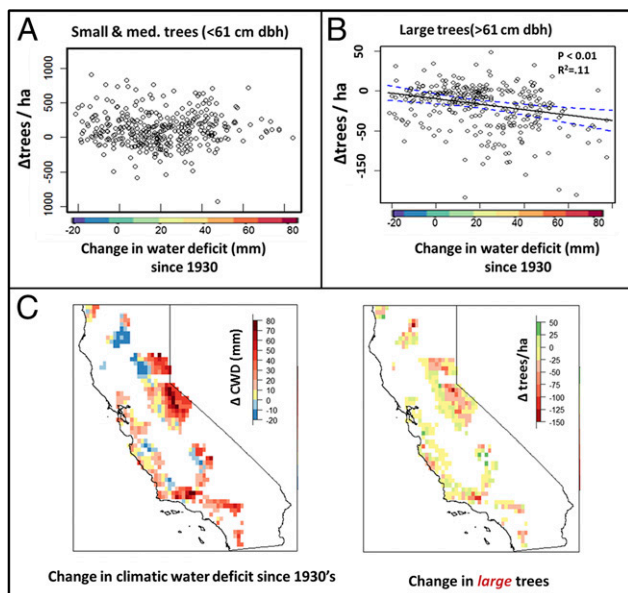 A
Small & med. trees (<61 cm dbh)
Δtrees / ha
1000
500
0
-500
1000
-20
0
20
40
60
80
Change in water deficit (mm)
since 1930
B
Large trees(>61 cm dbh)
P < 0.01
R²=.11
Δtrees / ha
50
0
-50
-150
-20
0
20
40
60
80
Change in water deficit (mm)
since 1930
C
Δ CWD (mm)
80
70
60
50
40
30
20
10
0
-10
-20
Change in climatic water deficit since 1930's
Δ trees/ha
50
25
0
-25
-50
-75
-100
-125
-150
Change in large trees